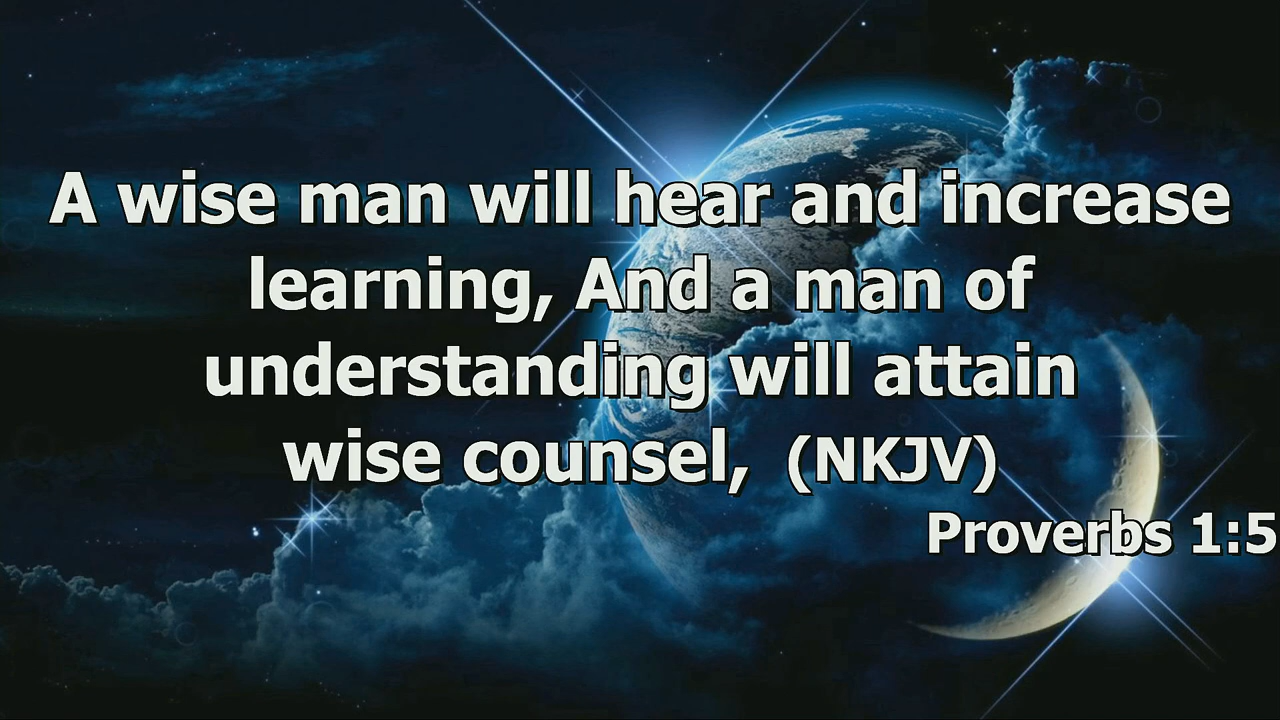 A wise man will hear and increase
learning, And a man of
understanding will attain
wise counsel, (NKJV)
Proverbs 1:5